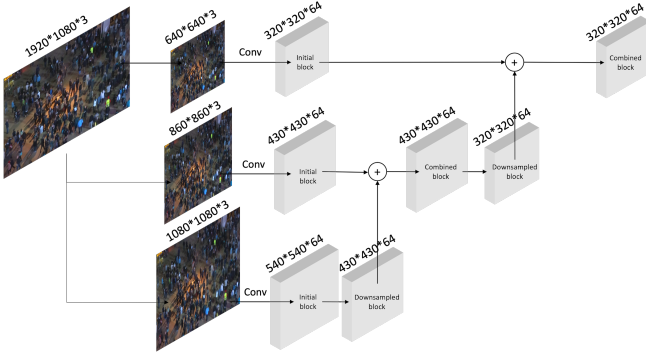 1920*1080*3
640*640*3
Conv
320*320*64
Initial
block
+
320*320*64
Combined
block
860*860*3
Conv
430*430*64
Initial
block
+
430*430*64
Combined
block
320*320*64
Downsampled
block
1080*1080*3
Conv
540*540*64
Initial
block
430*430*64
Downsampled
block